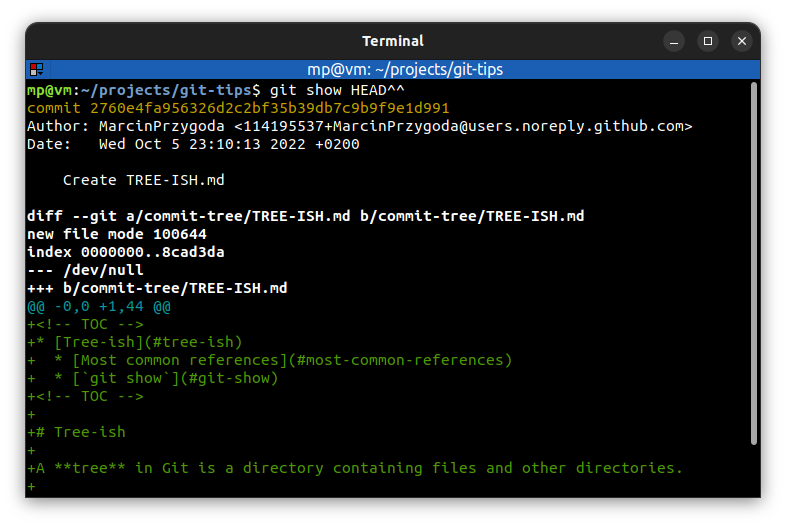 Terminal
mp@vm: ~/projects/git-tips
mp@vm:~/projects/git-tips$ git show HEAD^^
commit 2760e4fa956326d2c2bf35b39db7c9b9f9e1d991
Author: MarcinPrzygoda <114195537+MarcinPrzygoda@users.noreply.github.com>
Date:   Wed Oct 5 23:10:13 2022 +0200

    Create TREE-ISH.md

diff --git a/commit-tree/TREE-ISH.md b/commit-tree/TREE-ISH.md
new file mode 100644
index 0000000..8cad3da
--- /dev/null
+++ b/commit-tree/TREE-ISH.md
@@ -0,0 +1,44 @@
+<!-- TOC -->
+* [Tree-ish](#tree-ish)
+  * [Most common references](#most-common-references)
+  * [`git show`](#git-show)
+<!-- TOC -->
+
+# Tree-ish
+
+A **tree** in Git is a directory containing files and other directories.
+